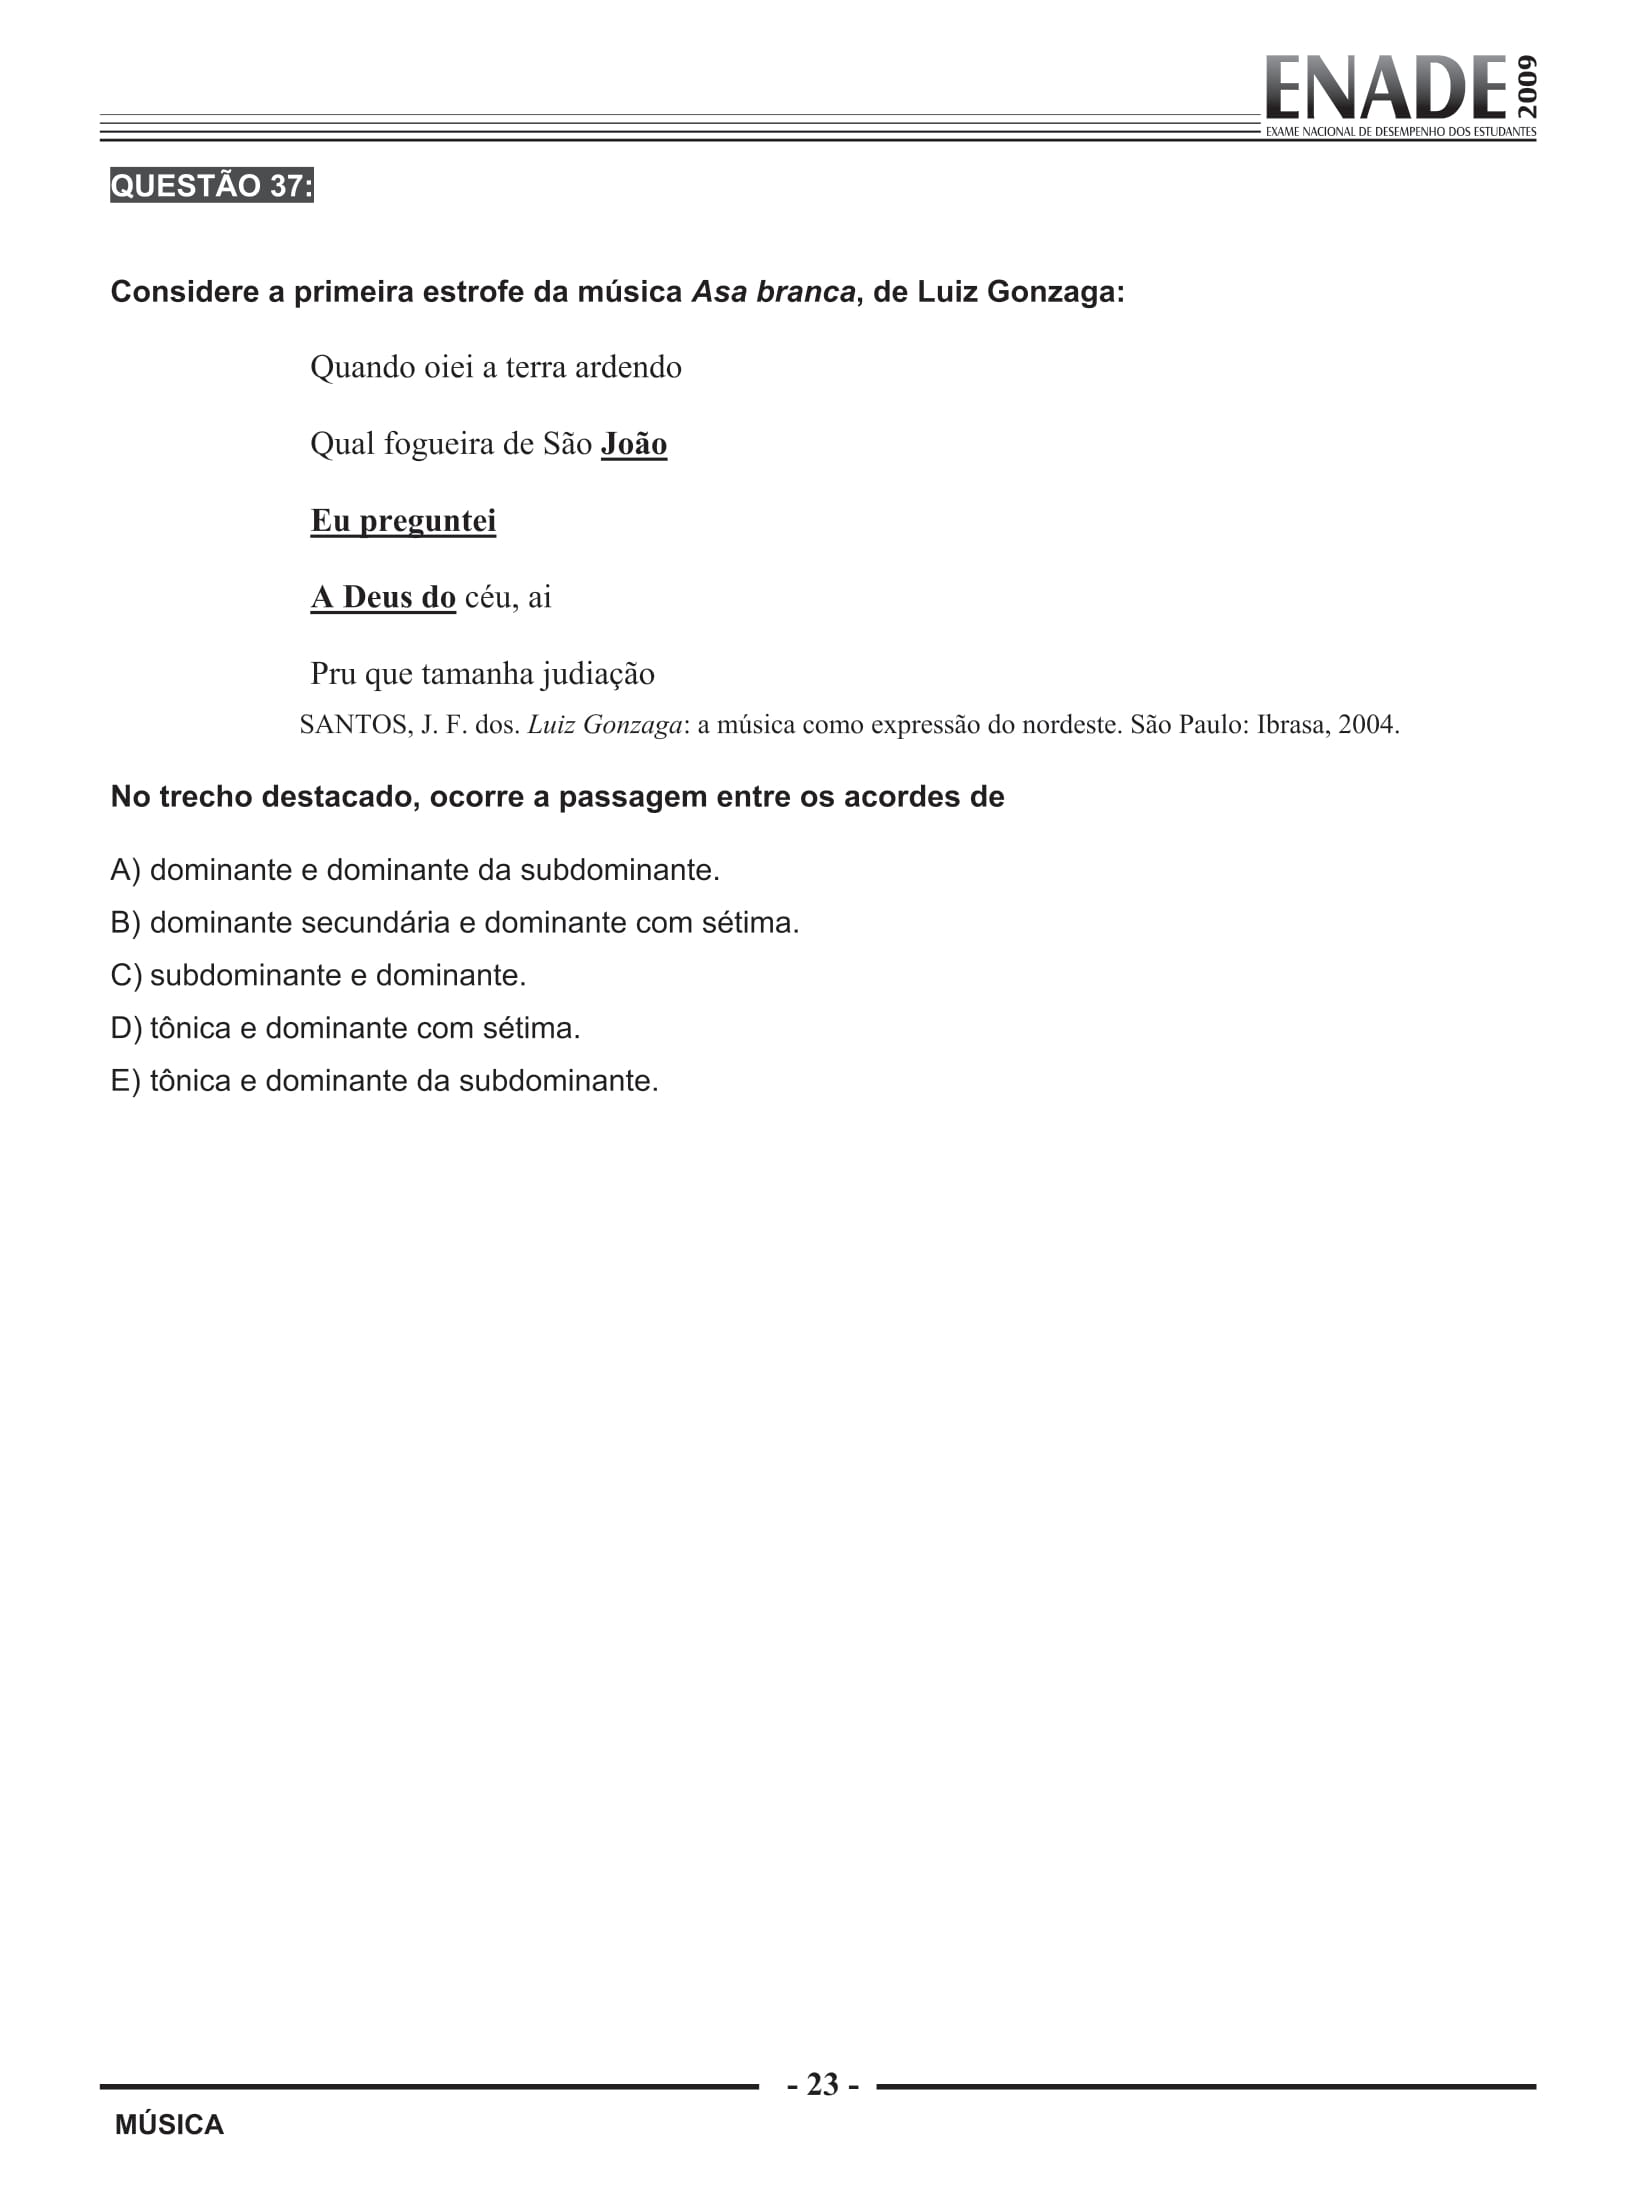 ENADE 2009
EXAME NACIONAL DE DESEMPENHO DOS ESTUDANTES
QUESTÃO 37:
Considere a primeira estrofe da música Asa branca, de Luiz Gonzaga:
Quando oiei a terra ardendo
Qual fogueira de São João
Eu preguntei
A Deus do céu, ai
Pru que tamanha judiação
SANTOS, J. F. dos. Luiz Gonzaga: a música como expressão do nordeste. São Paulo: Ibrasa, 2004.
No trecho destacado, ocorre a passagem entre os acordes de
A) dominante e dominante da subdominante.
B) dominante secundária e dominante com sétima.
C) subdominante e dominante.
D) tônica e dominante com sétima.
E) tônica e dominante da subdominante.
- 23 -
MÚSICA